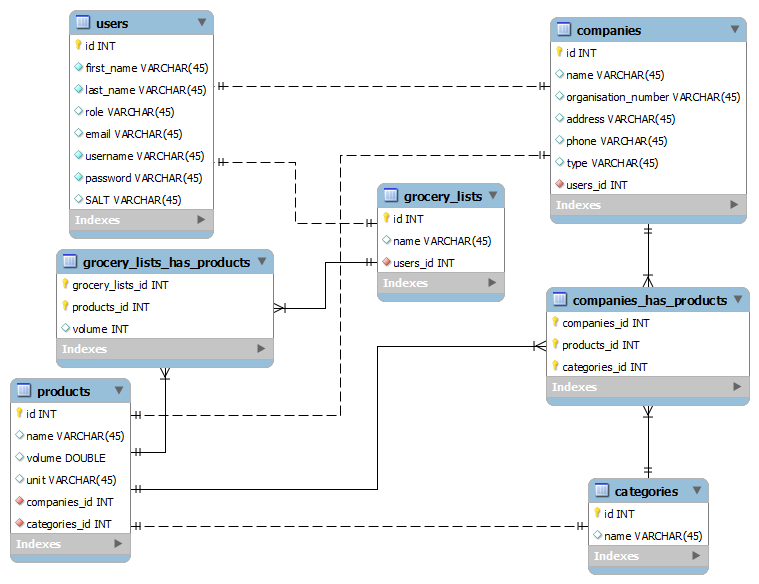 users
id INT
first_name VARCHAR(45)
last_name VARCHAR(45)
role VARCHAR(45)
email VARCHAR(45)
username VARCHAR(45)
password VARCHAR(45)
SALT VARCHAR(45)
Indexes
companies
id INT
name VARCHAR(45)
organisation_number VARCHAR(45)
address VARCHAR(45)
phone VARCHAR(45)
type VARCHAR(45)
users_id INT
Indexes
grocery_lists
id INT
name VARCHAR(45)
users_id INT
Indexes
grocery_lists_has_products
grocery_lists_id INT
products_id INT
volume INT
Indexes
companies_has_products
companies_id INT
products_id INT
categories_id INT
Indexes
products
id INT
name VARCHAR(45)
volume DOUBLE
unit VARCHAR(45)
companies_id INT
categories_id INT
Indexes
categories
id INT
name VARCHAR(45)
Indexes